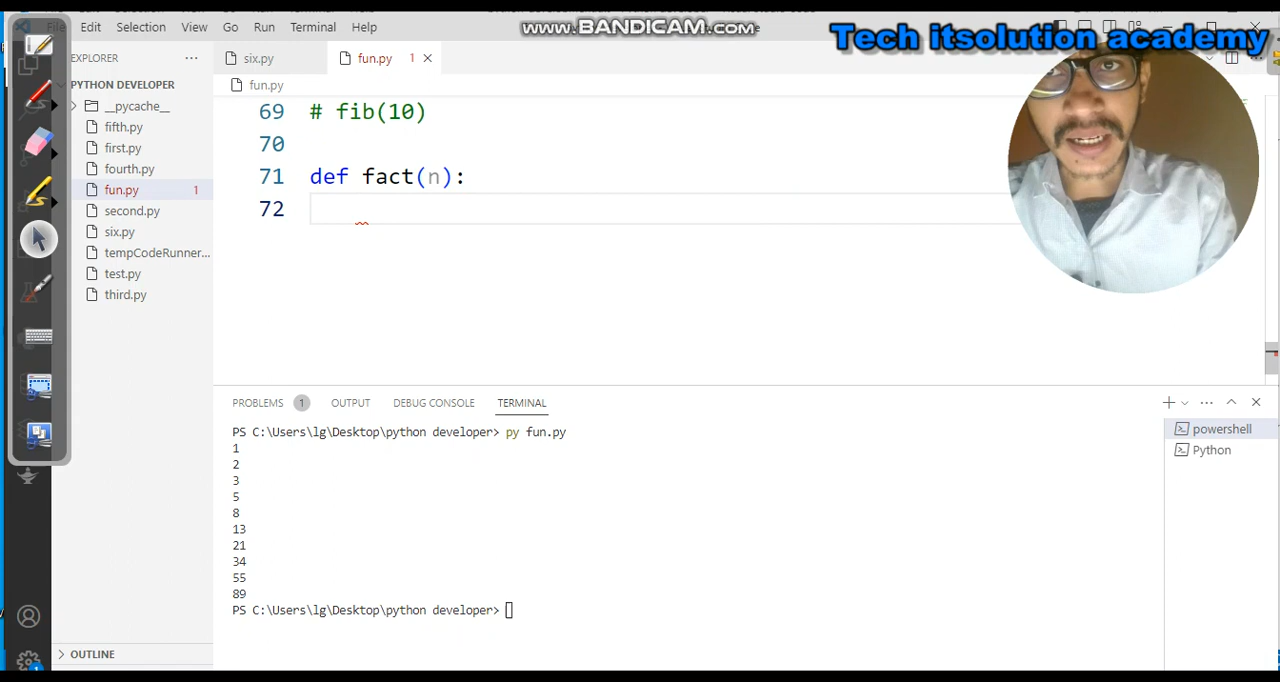 File Edit Selection View Go Run Terminal Help
www.BANDICAM.com
Tech itsolution academy
EXPLORER
six.py
fun.py 1
PYTHON DEVELOPER
fun.py
__pycache__
fifth.py
first.py
fourth.py
fun.py 1
second.py
six.py
tempCodeRunner...
test.py
third.py
OUTLINE
69 # fib(10)
70
71 def fact(n):
72
PROBLEMS 1 OUTPUT DEBUG CONSOLE TERMINAL
PS C:\Users\lg\Desktop\python developer> py fun.py
1
2
3
5
8
13
21
34
55
89
PS C:\Users\lg\Desktop\python developer>
powershell
Python